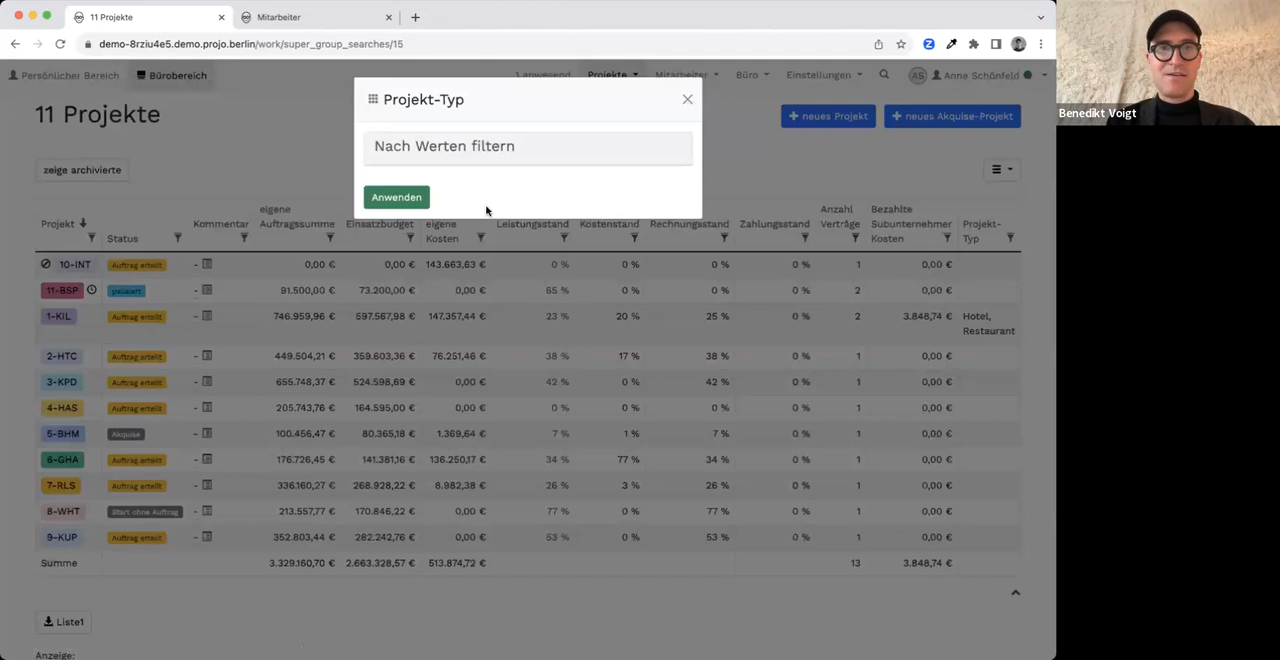 11 Projekte
Mitarbeiter
demo-8rziu4e5.demo.projo.berlin/work/super_group_searches/15
Persönlicher Bereich
Bürobereich
1 anwesend
Projekte
Mitarbeiter
Büro
Einstellungen
AS
Anne Schönfeld
Benedikt Voigt
11 Projekte
+ neues Projekt
+ neues Akquise-Projekt
Projekt-Typ
Nach Werten filtern
Anwenden
zeige archivierte
Projekt Status Kommentar eigene Auftragssumme Einsatzbudget eigene Kosten Leistungsstand Kostenstand Rechnungsstand Zahlungsstand Anzahl Verträge Bezahlte Subunternehmer Kosten Projekt-Typ
10-INT Auftrag erteilt - 0,00 € 0,00 € 143.663,63 € 0 % 0 % 0 % 0 % 1 0,00 €
11-BSP pausiert - 91.500,00 € 73.200,00 € 0,00 € 65 % 0 % 0 % 0 % 2 0,00 €
1-KIL Auftrag erteilt - 746.959,96 € 597.567,98 € 147.357,44 € 23 % 20 % 25 % 0 % 2 3.848,74 € Hotel, Restaurant
2-HTC Auftrag erteilt - 449.504,21 € 359.603,36 € 76.251,46 € 38 % 17 % 38 % 0 % 1 0,00 €
3-KPD Auftrag erteilt - 655.748,37 € 524.598,69 € 0,00 € 42 % 0 % 42 % 0 % 1 0,00 €
4-HAS Auftrag erteilt - 205.743,76 € 164.595,00 € 0,00 € 0 % 0 % 0 % 0 % 1 0,00 €
5-BHM Akquise - 100.456,47 € 80.365,18 € 1.369,64 € 7 % 1 % 7 % 0 % 1 0,00 €
6-GHA Auftrag erteilt - 176.726,45 € 141.381,16 € 136.250,17 € 34 % 77 % 34 % 0 % 1 0,00 €
7-RLS Auftrag erteilt - 336.160,27 € 268.928,22 € 8.982,38 € 26 % 3 % 26 % 0 % 1 0,00 €
8-WHT Start ohne Auftrag - 213.557,77 € 170.846,22 € 0,00 € 77 % 0 % 77 % 0 % 1 0,00 €
9-KUP Auftrag erteilt - 352.803,44 € 282.242,76 € 0,00 € 53 % 0 % 53 % 0 % 1 0,00 €
Summe 3.329.160,70 € 2.663.328,57 € 513.874,72 € 13 3.848,74 €
Liste1
Anzeige: